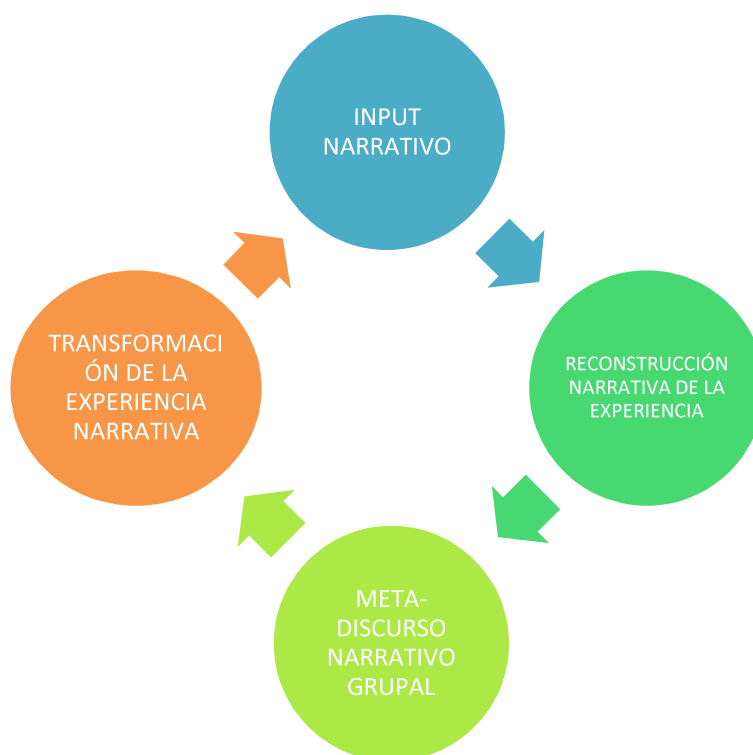 INPUT
NARRATIVO
RECONSTRUCCIÓN
NARRATIVA DE LA
EXPERIENCIA
META-
DISCURSO
NARRATIVO
GRUPAL
TRANSFORMACI
ÓN DE LA
EXPERIENCIA
NARRATIVA